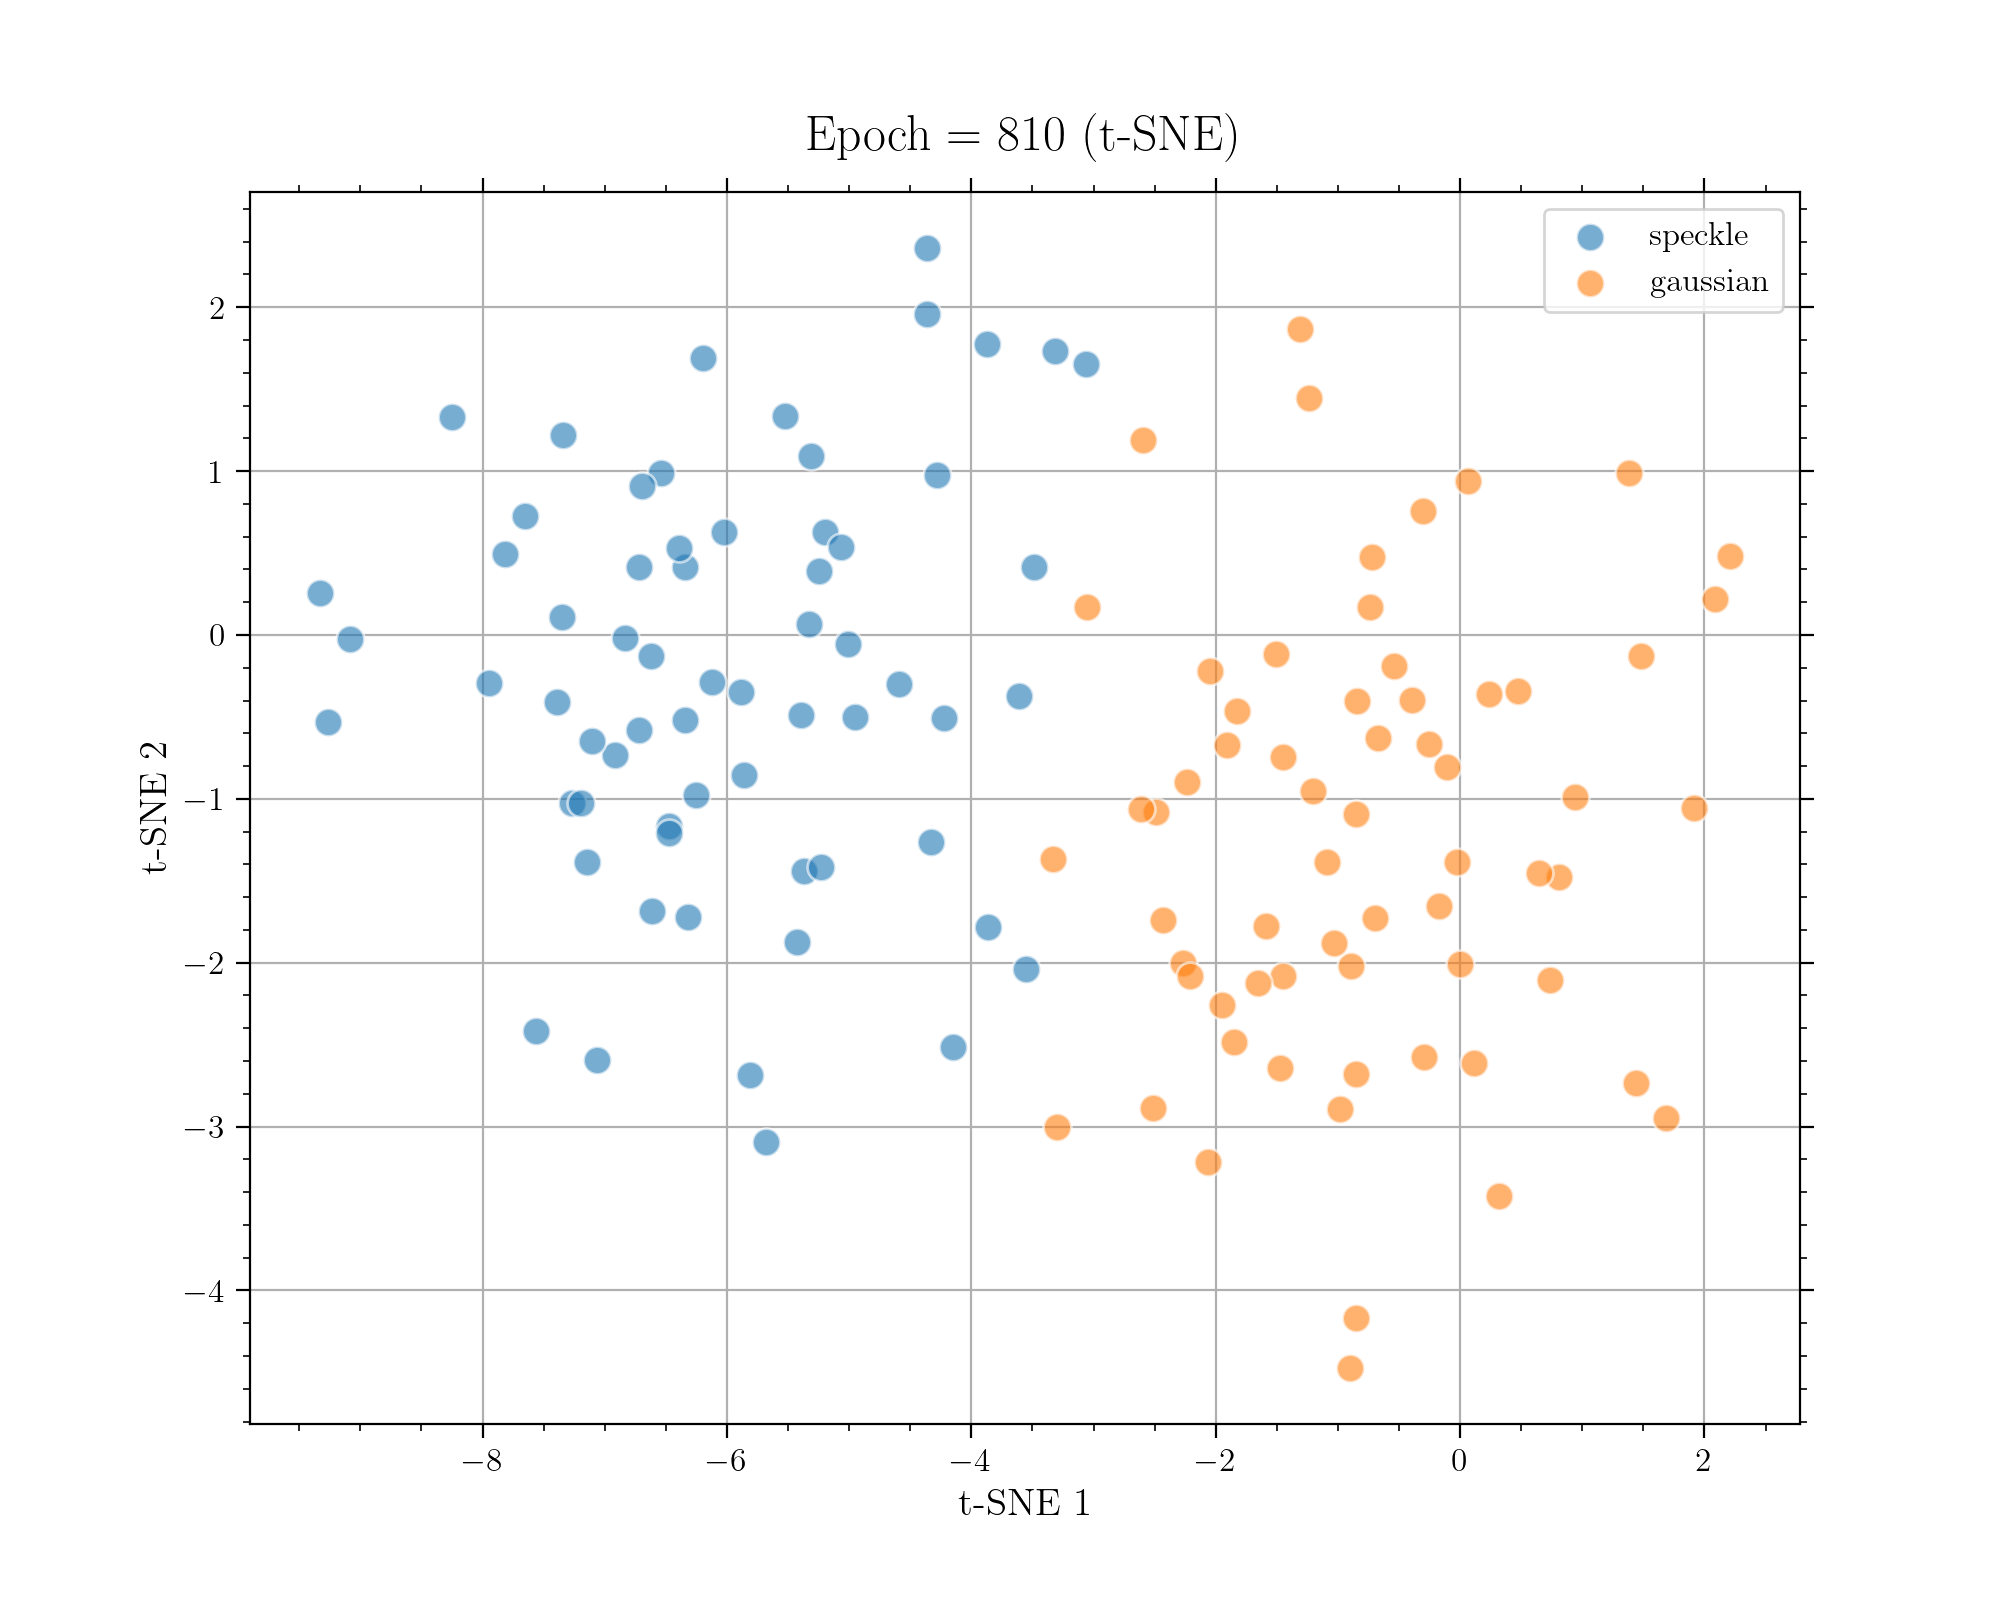 Epoch = 810 (t-SNE)
speckle
gaussian
2
1
0
−1
−2
−3
−4
t-SNE 2
−8 −6 −4 −2 0 2
t-SNE 1